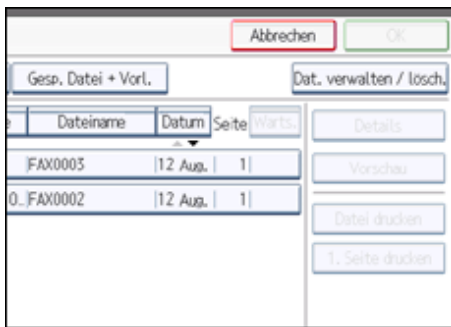 Abbrechen OK
Gesp. Datei + Vorl. Dat. verwalten / lösch.
e Dateiname Datum Seite Warts. Details
FAX0003 12 Aug. 1 Vorschau
0.. FAX0002 12 Aug. 1
Datei drucken
1. Seite drucken